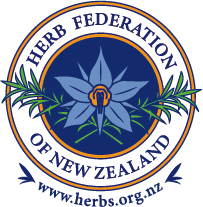 HERB FEDERATION
OF NEW ZEALAND
www.herbs.org.nz